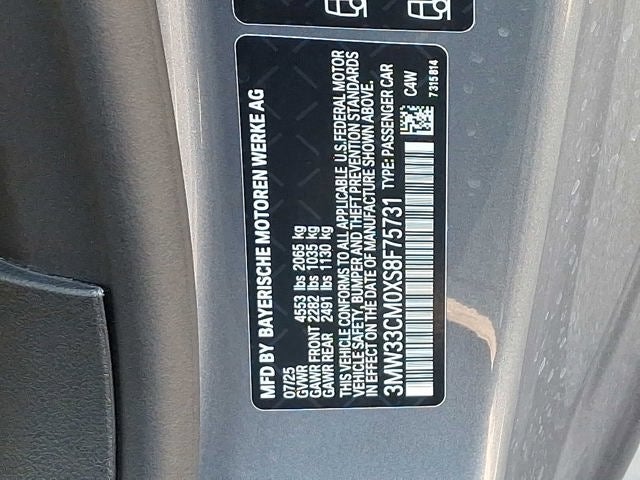 MFD BY BAYERISCHE MOTOREN WERKE AG
07/25
GVWR 4553 lbs 2065 kg
GAWR FRONT 2282 lbs 1035 kg
GAWR REAR 2491 lbs 1130 kg
THIS VEHICLE CONFORMS TO ALL APPLICABLE U.S.FEDERAL MOTOR
VEHICLE SAFETY, BUMPER AND THEFT PREVENTION STANDARDS
IN EFFECT ON THE DATE OF MANUFACTURE SHOWN ABOVE.
3MW33CM0XS8F75731 TYPE: PASSENGER CAR
C4W
7315814